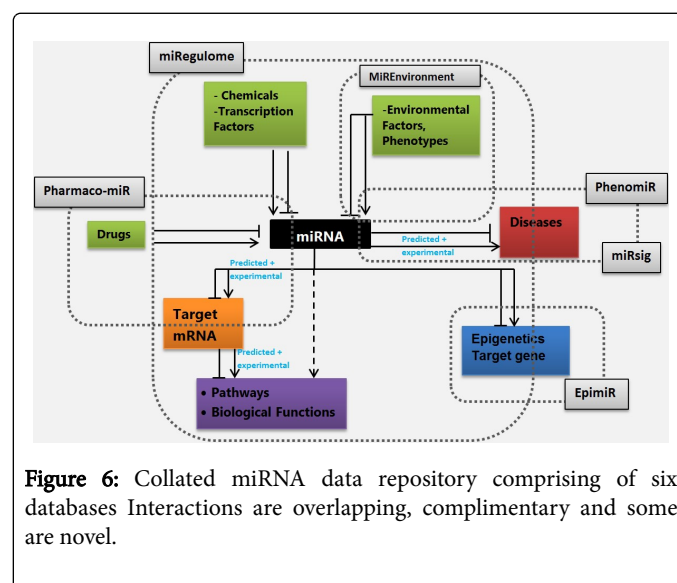 miRegulome
MiREnvironment
- Chemicals
-Transcription
Factors
-Environmental
Factors,
Phenotypes
Pharmaco-miR
PhenomiR
Drugs
miRNA
Diseases
Predicted +
experimental
miRsig
Predicted +
experimental
Target
mRNA
Epigenetics
Target gene
Predicted +
experimental
• Pathways
• Biological Functions
EpimiR
Figure 6: Collated miRNA data repository comprising of six
databases Interactions are overlapping, complimentary and some
are novel.